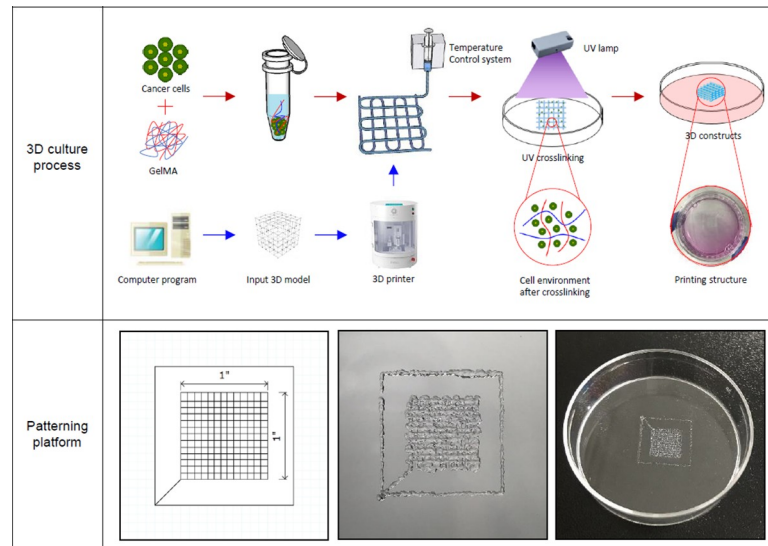 3D culture
process
Cancer cells
+
GelMA
Temperature
Control system
UV lamp
UV crosslinking
3D constructs
Computer program
Input 3D model
3D printer
Cell environment
after crosslinking
Printing structure
Patterning
platform
1"
1"